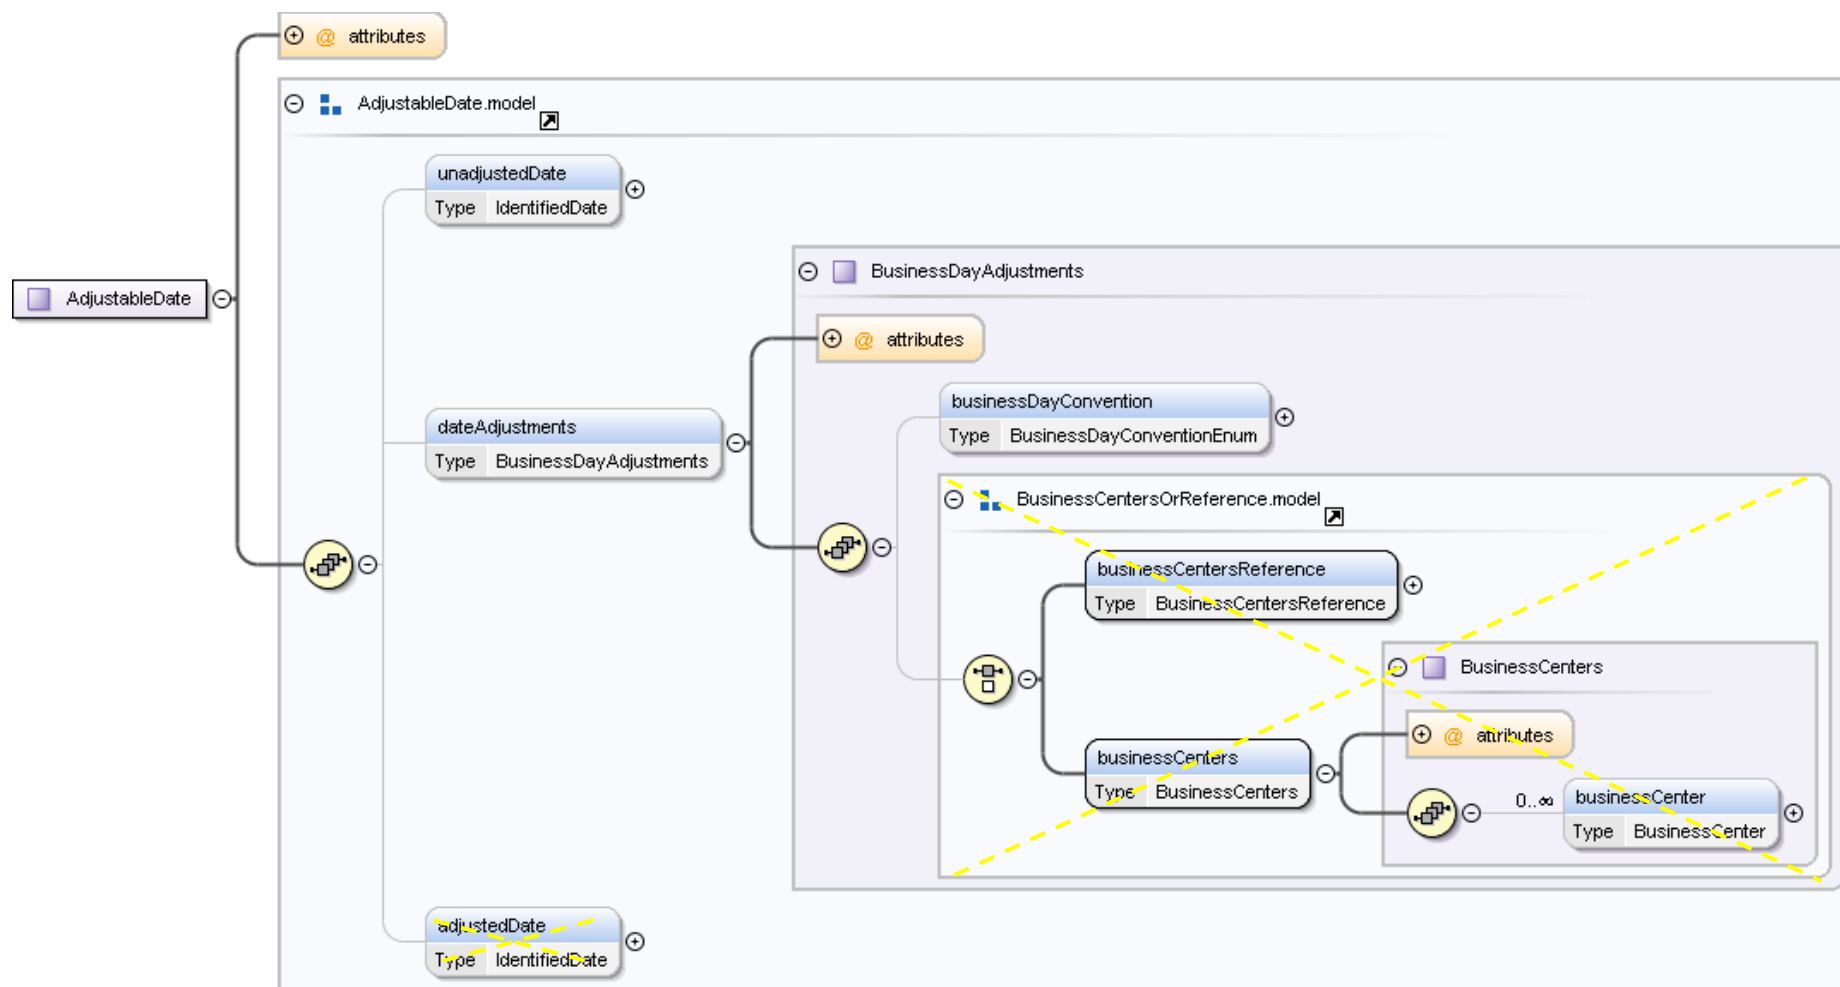 @ attributes
AdjustableDate.model
unadjustedDate
Type IdentifiedDate
BusinessDayAdjustments
AdjustableDate
@ attributes
businessDayConvention
Type BusinessDayConventionEnum
dateAdjustments
Type BusinessDayAdjustments
BusinessCentersOrReference.model
businessCentersReference
Type BusinessCentersReference
BusinessCenters
@ attributes
businessCenters
Type BusinessCenters
0..∞
businessCenter
Type BusinessCenter
adjustedDate
Type IdentifiedDate